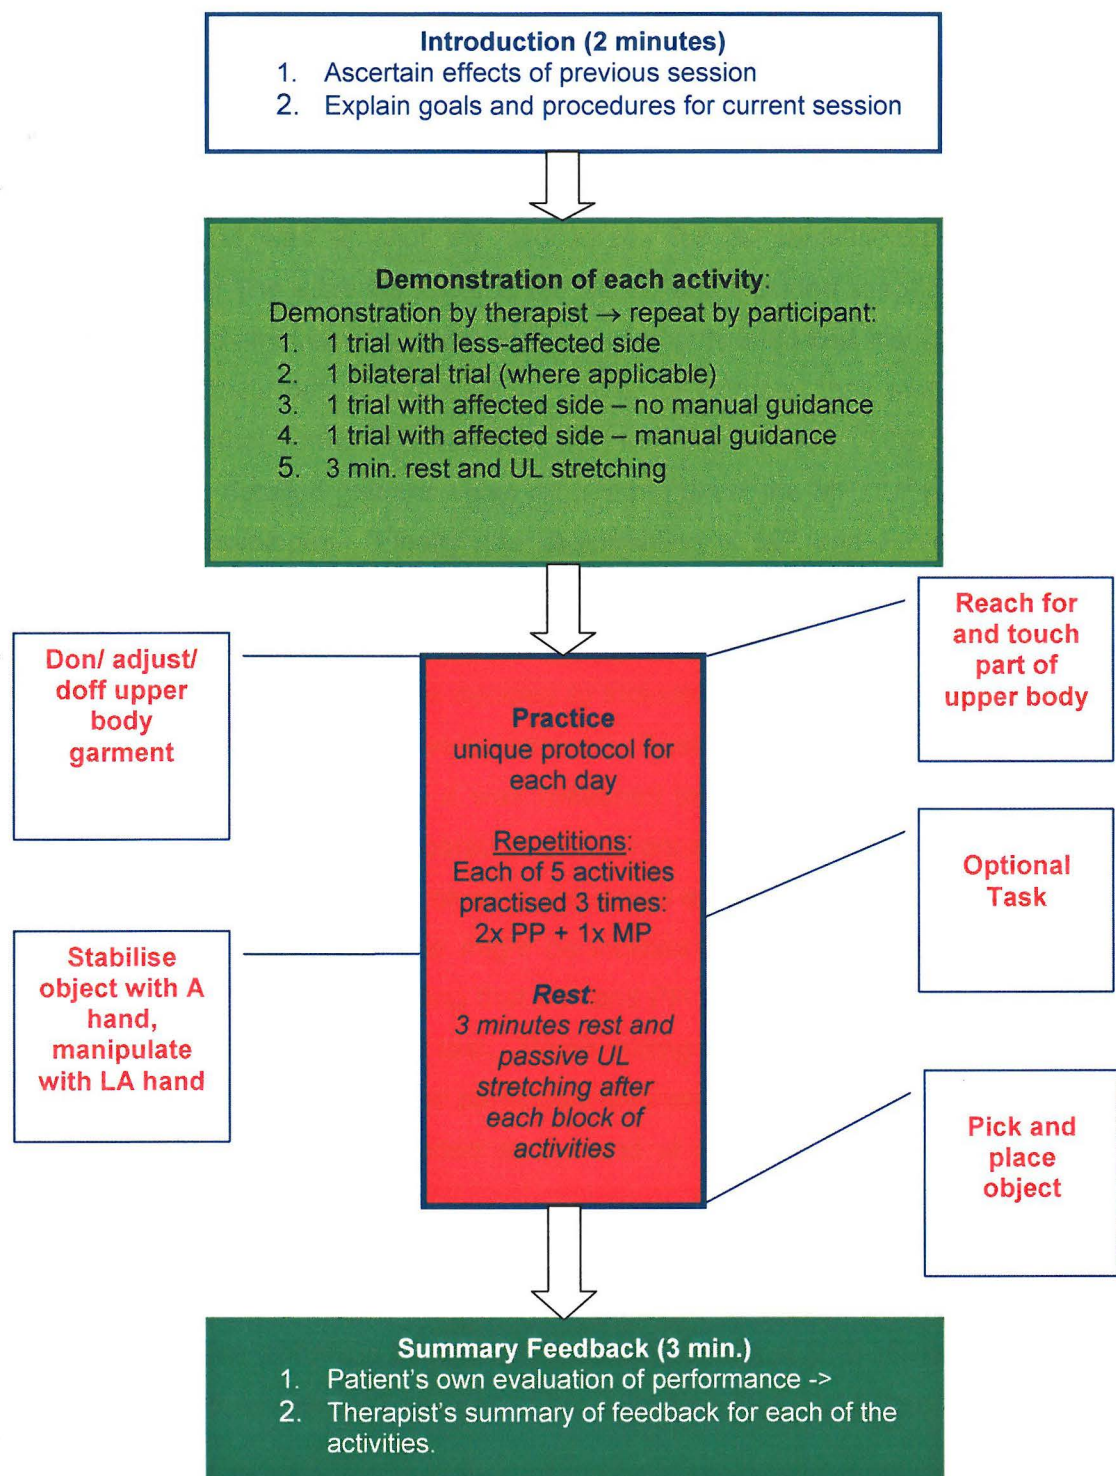 Introduction (2 minutes)
1. Ascertain effects of previous session
2. Explain goals and procedures for current session
Demonstration of each activity:
Demonstration by therapist → repeat by participant:
1. 1 trial with less-affected side
2. 1 bilateral trial (where applicable)
3. 1 trial with affected side – no manual guidance
4. 1 trial with affected side – manual guidance
5. 3 min. rest and UL stretching
Don/ adjust/
doff upper
body
garment
Stabilise
object with A
hand,
manipulate
with LA hand
Practice
unique protocol for
each day
Repetitions:
Each of 5 activities
practised 3 times:
2x PP + 1x MP
Rest:
3 minutes rest and
passive UL
stretching after
each block of
activities
Reach for
and touch
part of
upper body
Optional
Task
Pick and
place
object
Summary Feedback (3 min.)
1. Patient's own evaluation of performance ->
2. Therapist's summary of feedback for each of the
activities.